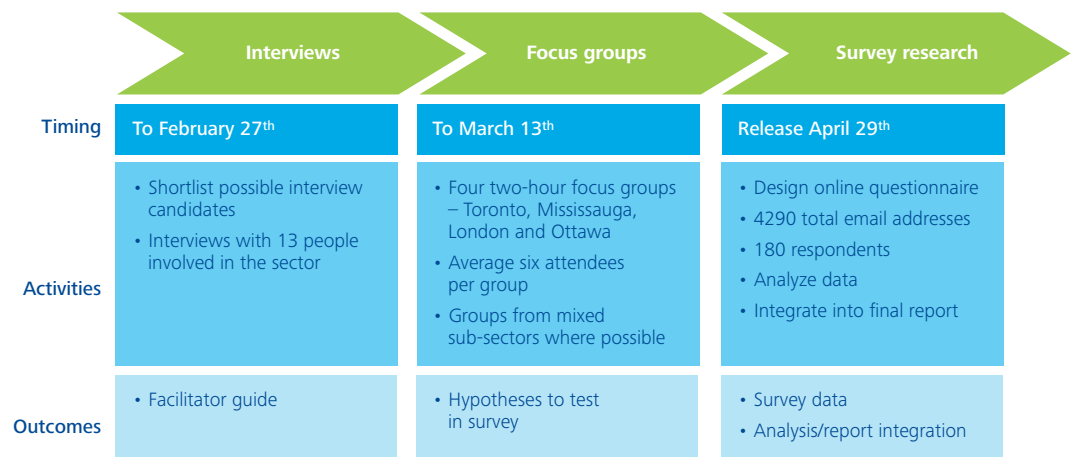 Interviews
Focus groups
Survey research
Timing
To February 27th
To March 13th
Release April 29th
Activities
• Shortlist possible interview
candidates
• Interviews with 13 people
involved in the sector
• Four two-hour focus groups
– Toronto, Mississauga,
London and Ottawa
• Average six attendees
per group
• Groups from mixed
sub-sectors where possible
• Design online questionnaire
• 4290 total email addresses
• 180 respondents
• Analyze data
• Integrate into final report
Outcomes
• Facilitator guide
• Hypotheses to test
in survey
• Survey data
• Analysis/report integration